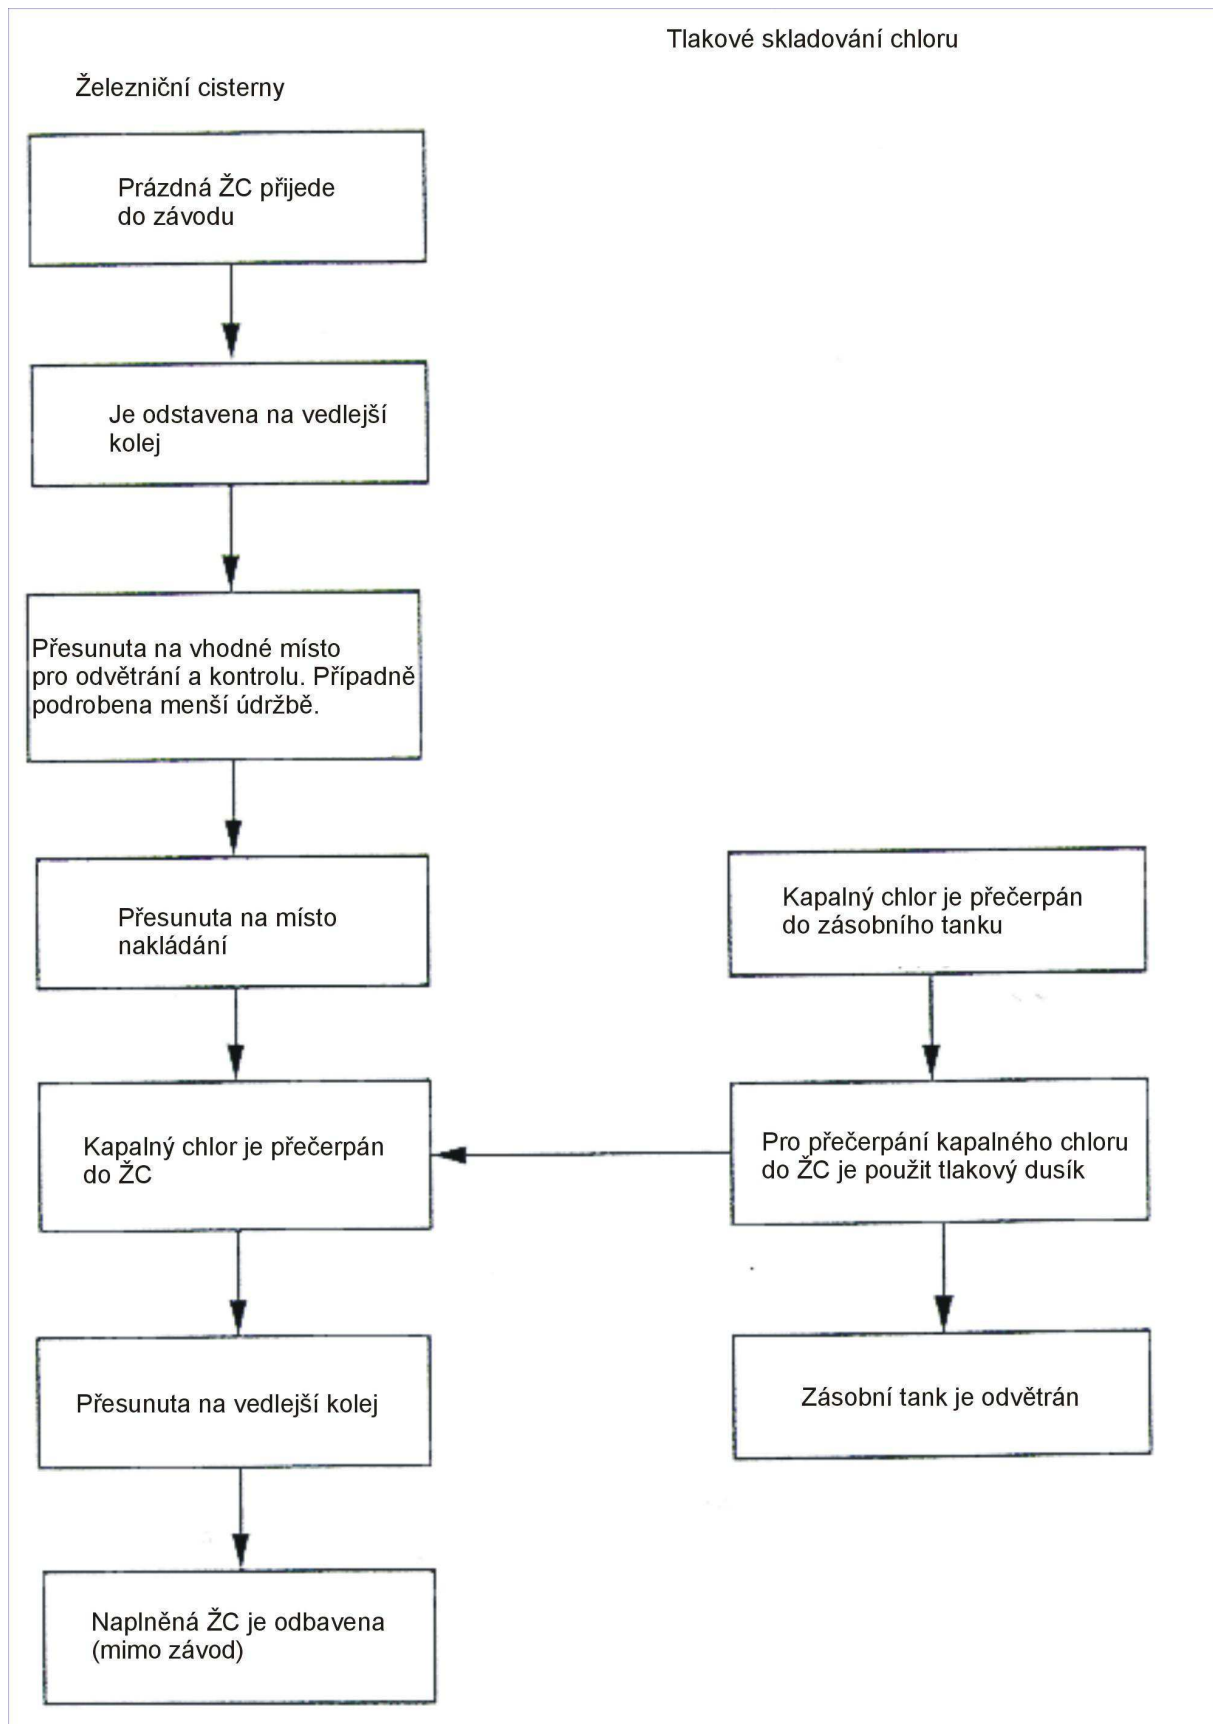 Tlakové skladování chloru
Železniční cisterny
Prázdná ŽC přijede
do závodu
Je odstavena na vedlejší
kolej
Přesunuta na vhodné místo
pro odvětrání a kontrolu. Případně
podrobena menší údržbě.
Přesunuta na místo
nakládání
Kapalný chlor je přečerpán
do zásobního tanku
Kapalný chlor je přečerpán
do ŽC
Pro přečerpání kapalného chloru
do ŽC je použit tlakový dusík
Přesunuta na vedlejší kolej
Zásobní tank je odvětrán
Naplněná ŽC je odbavena
(mimo závod)